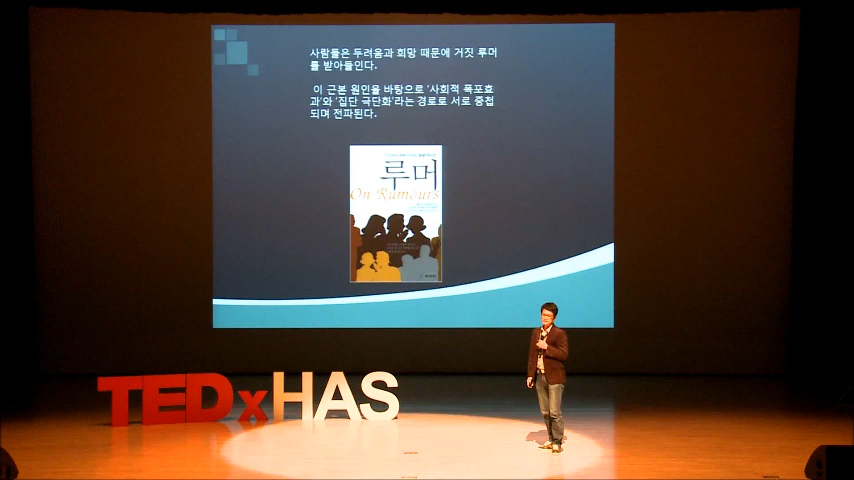 사람들은 두려움과 희망 때문에 거짓 루머
를 받아들인다.
이 근본 원인을 바탕으로 '사회적 폭포효
과'와 '집단 극단화'라는 경로로 서로 중첩
되며 전파된다.
루머
On Rumours
TEDxHAS